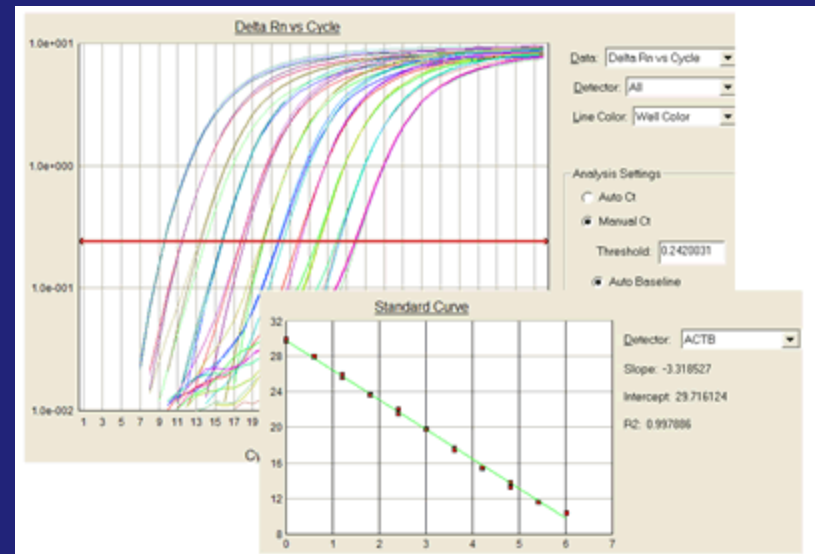 Delta Rn vs Cycle
1.0e+001
1.0e+000
1.0e-001
1.0e-002
1 3 5 7 9 11 13 15 17 19
Data: Delta Rn vs Cycle
Detector: All
Line Color: Well Color
Analysis Settings
Auto Ct
Manual Ct
Threshold: 0.2420031
Auto Baseline
Cy
Standard Curve
32
28
24
20
16
12
8
0 1 2 3 4 5 6 7
Detector: ACTB
Slope: -3.318527
Intercept: 29.716124
R2: 0.997886